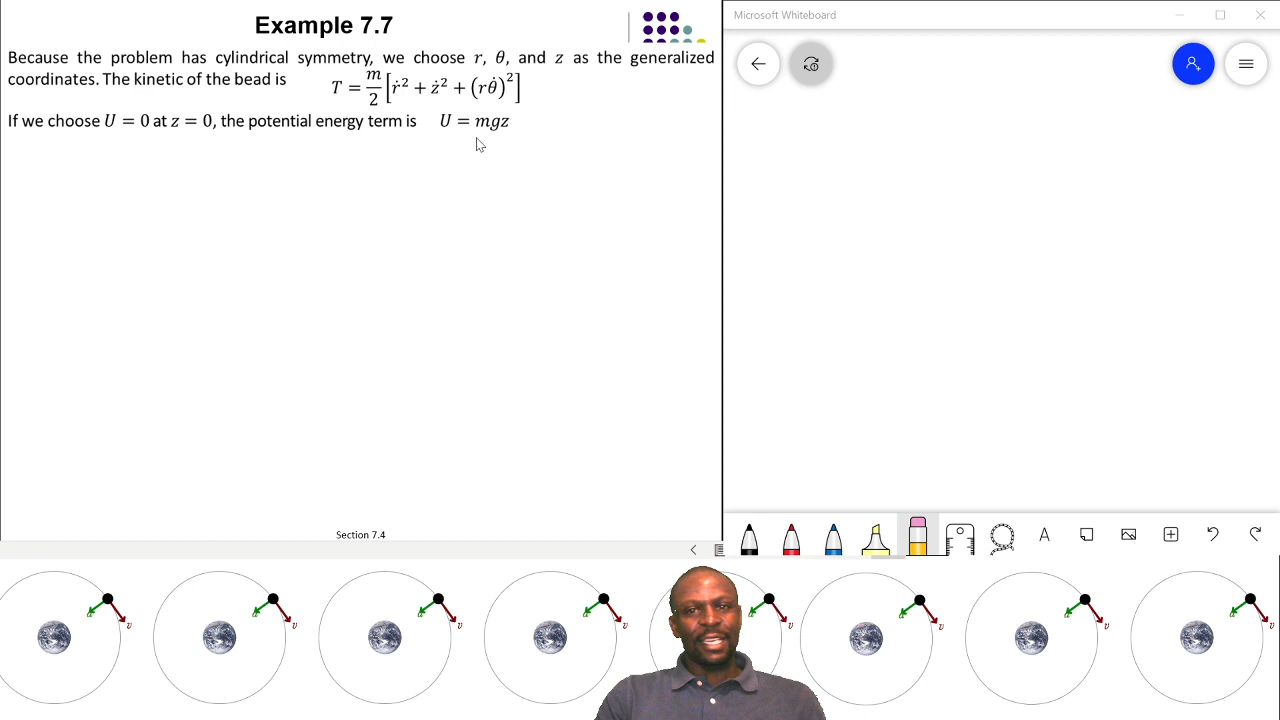 Example 7.7
Microsoft Whiteboard
Because the problem has cylindrical symmetry, we choose r, θ, and z as the generalized
coordinates. The kinetic of the bead is T = m/2 [ṙ² + ż² + (rθ̇)²]
If we choose U = 0 at z = 0, the potential energy term is U = mgz
Section 7.4
A
a v a v a v a v a v a v a v a v